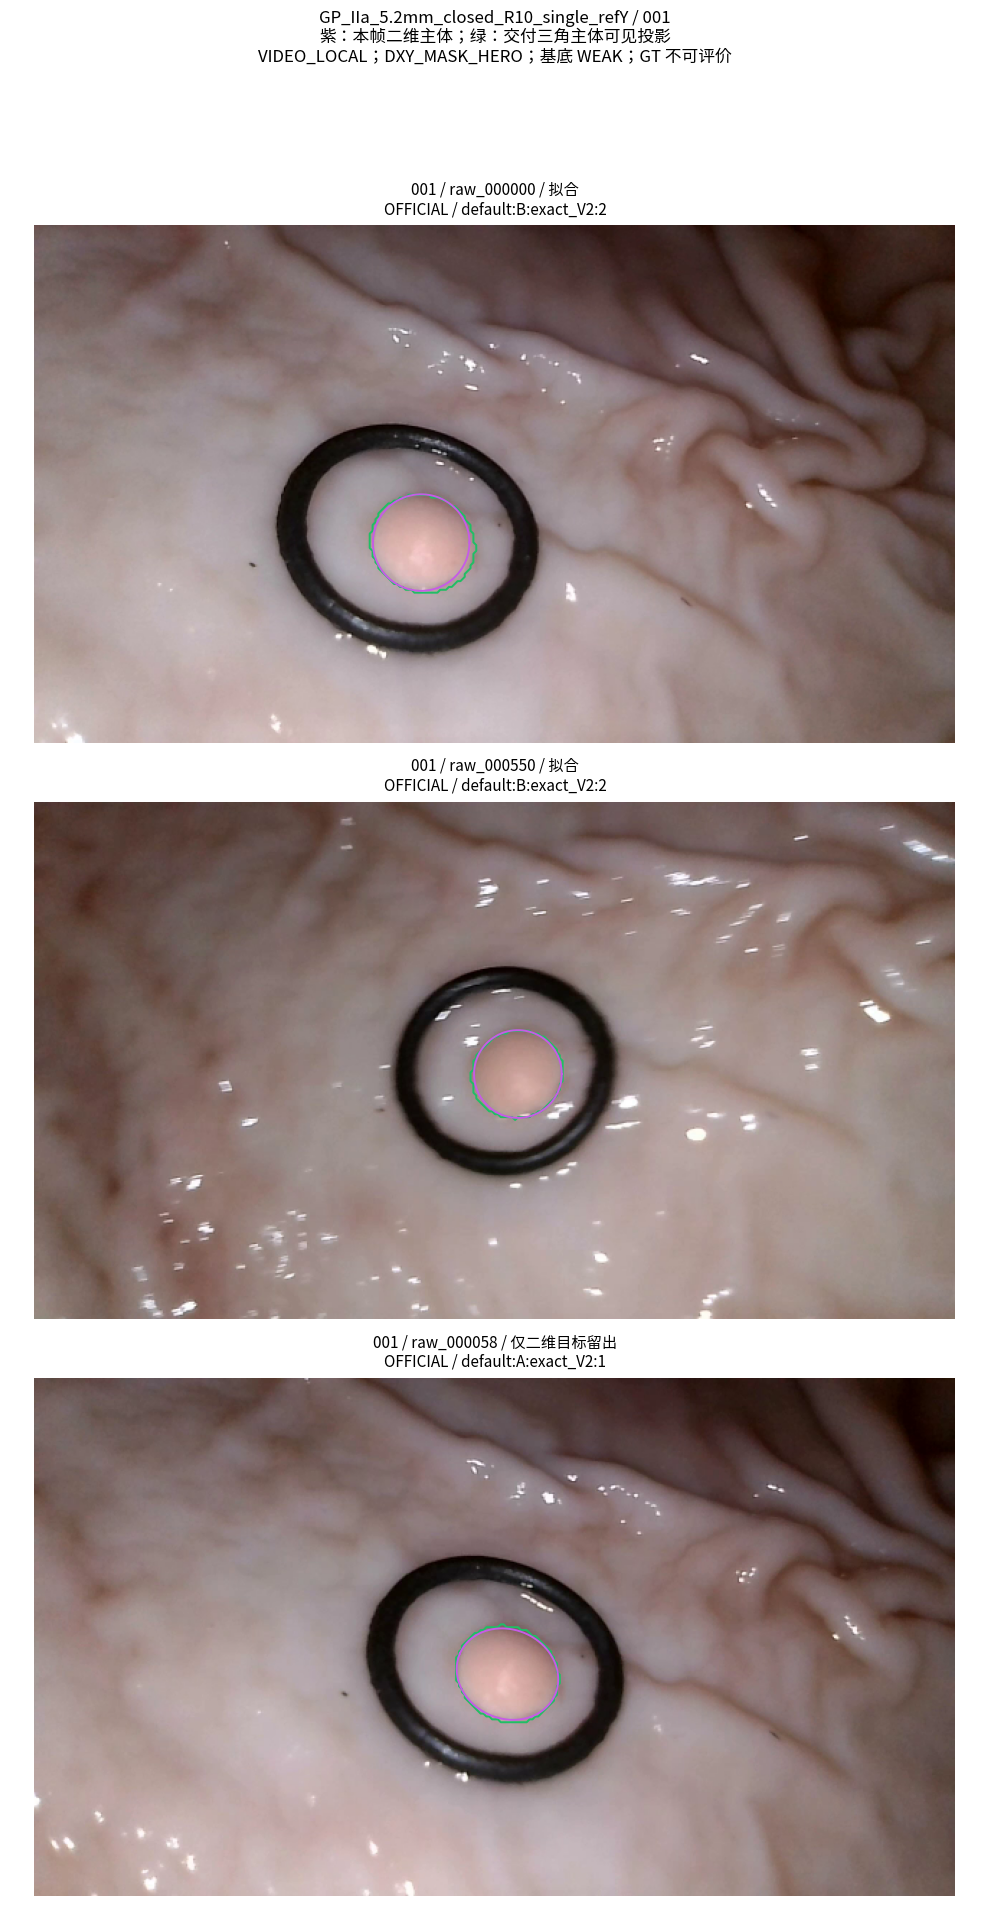 GP_IIa_5.2mm_closed_R10_single_refY / 001
紫：本帧二维主体；绿：交付三角主体可见投影
VIDEO_LOCAL；DXY_MASK_HERO；基底 WEAK；GT 不可评价
001 / raw_000000 / 拟合
OFFICIAL / default:B:exact_V2:2
001 / raw_000550 / 拟合
OFFICIAL / default:B:exact_V2:2
001 / raw_000058 / 仅二维目标留出
OFFICIAL / default:A:exact_V2:1